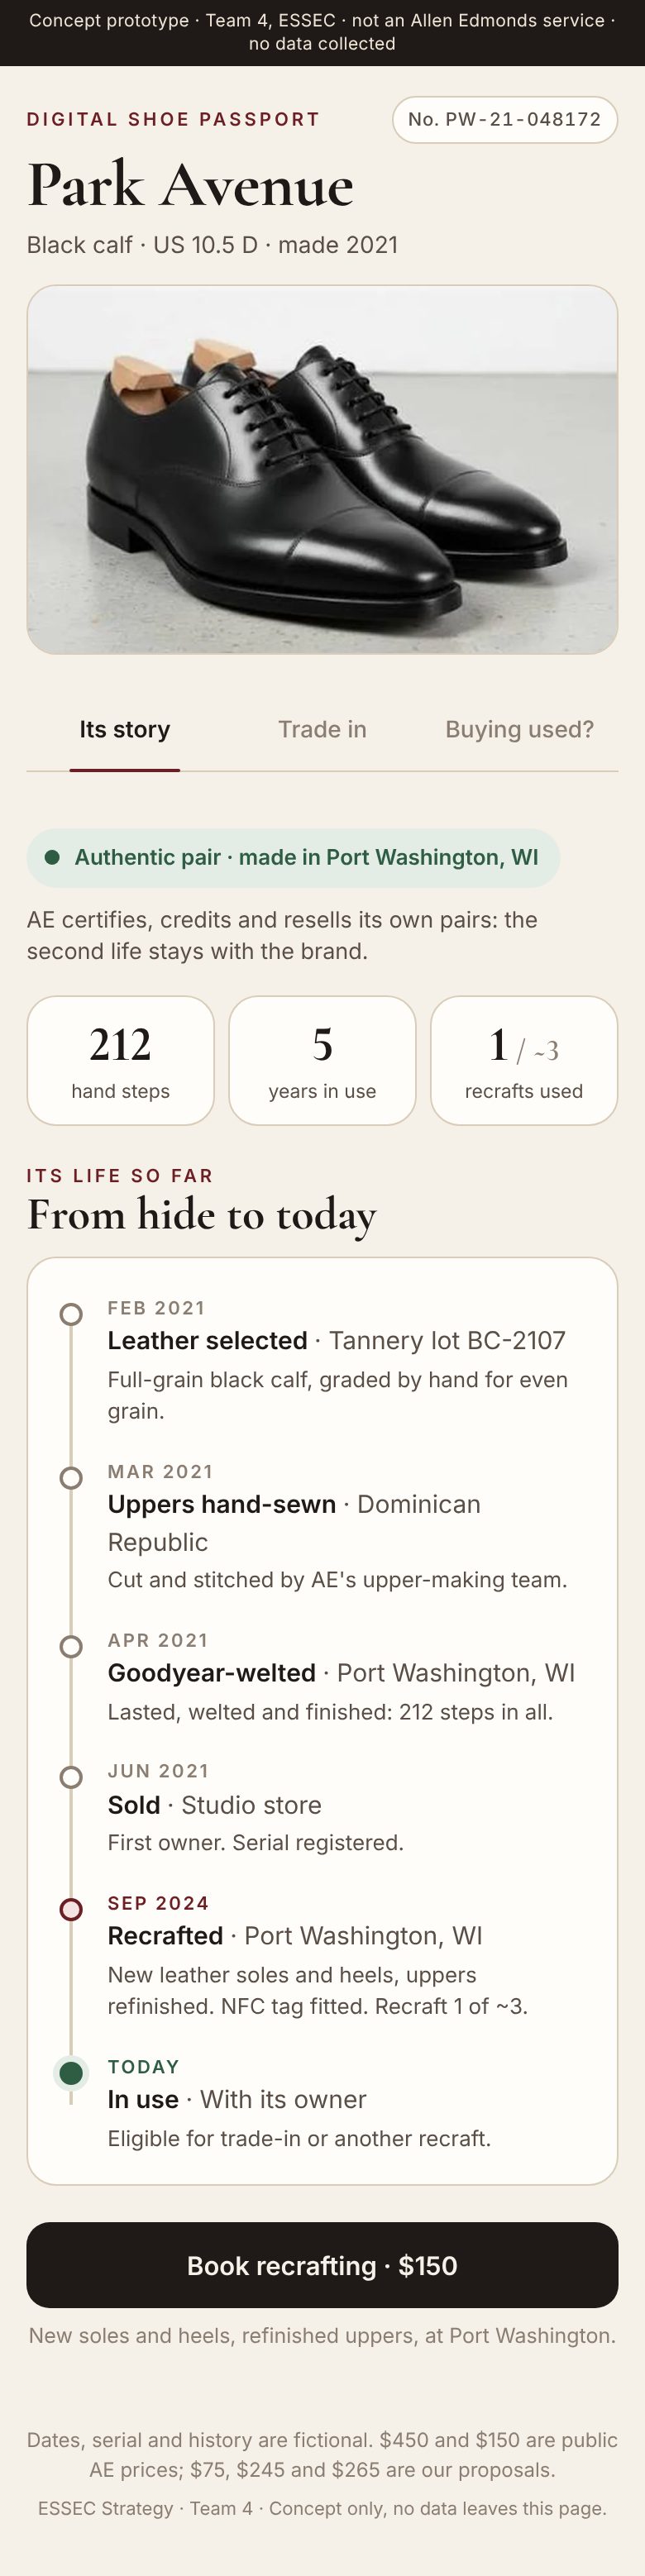 Concept prototype · Team 4, ESSEC · not an Allen Edmonds service ·
no data collected
DIGITAL SHOE PASSPORT
No. PW-21-048172
Park Avenue
Black calf · US 10.5 D · made 2021
Its story
Trade in
Buying used?
Authentic pair · made in Port Washington, WI
AE certifies, credits and resells its own pairs: the
second life stays with the brand.
212
hand steps
5
years in use
1 / ~3
recrafts used
ITS LIFE SO FAR
From hide to today
FEB 2021
Leather selected · Tannery lot BC-2107
Full-grain black calf, graded by hand for even
grain.
MAR 2021
Uppers hand-sewn · Dominican
Republic
Cut and stitched by AE's upper-making team.
APR 2021
Goodyear-welted · Port Washington, WI
Lasted, welted and finished: 212 steps in all.
JUN 2021
Sold · Studio store
First owner. Serial registered.
SEP 2024
Recrafted · Port Washington, WI
New leather soles and heels, uppers
refinished. NFC tag fitted. Recraft 1 of ~3.
TODAY
In use · With its owner
Eligible for trade-in or another recraft.
Book recrafting · $150
New soles and heels, refinished uppers, at Port Washington.
Dates, serial and history are fictional. $450 and $150 are public
AE prices; $75, $245 and $265 are our proposals.
ESSEC Strategy · Team 4 · Concept only, no data leaves this page.